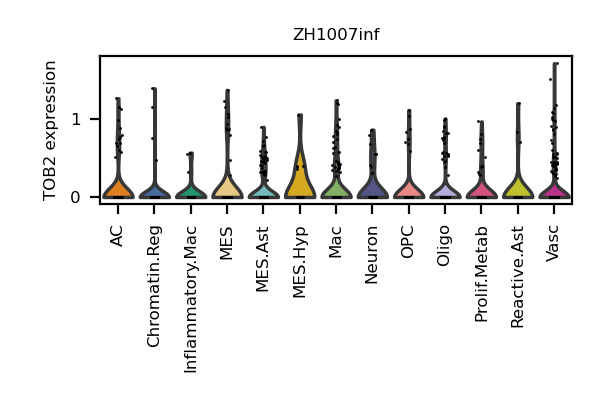 ZH1007inf
TOB2 expression
1
0
AC
Chromatin.Reg
Inflammatory.Mac
MES
MES.Ast
MES.Hyp
Mac
Neuron
OPC
Oligo
Prolif.Metab
Reactive.Ast
Vasc